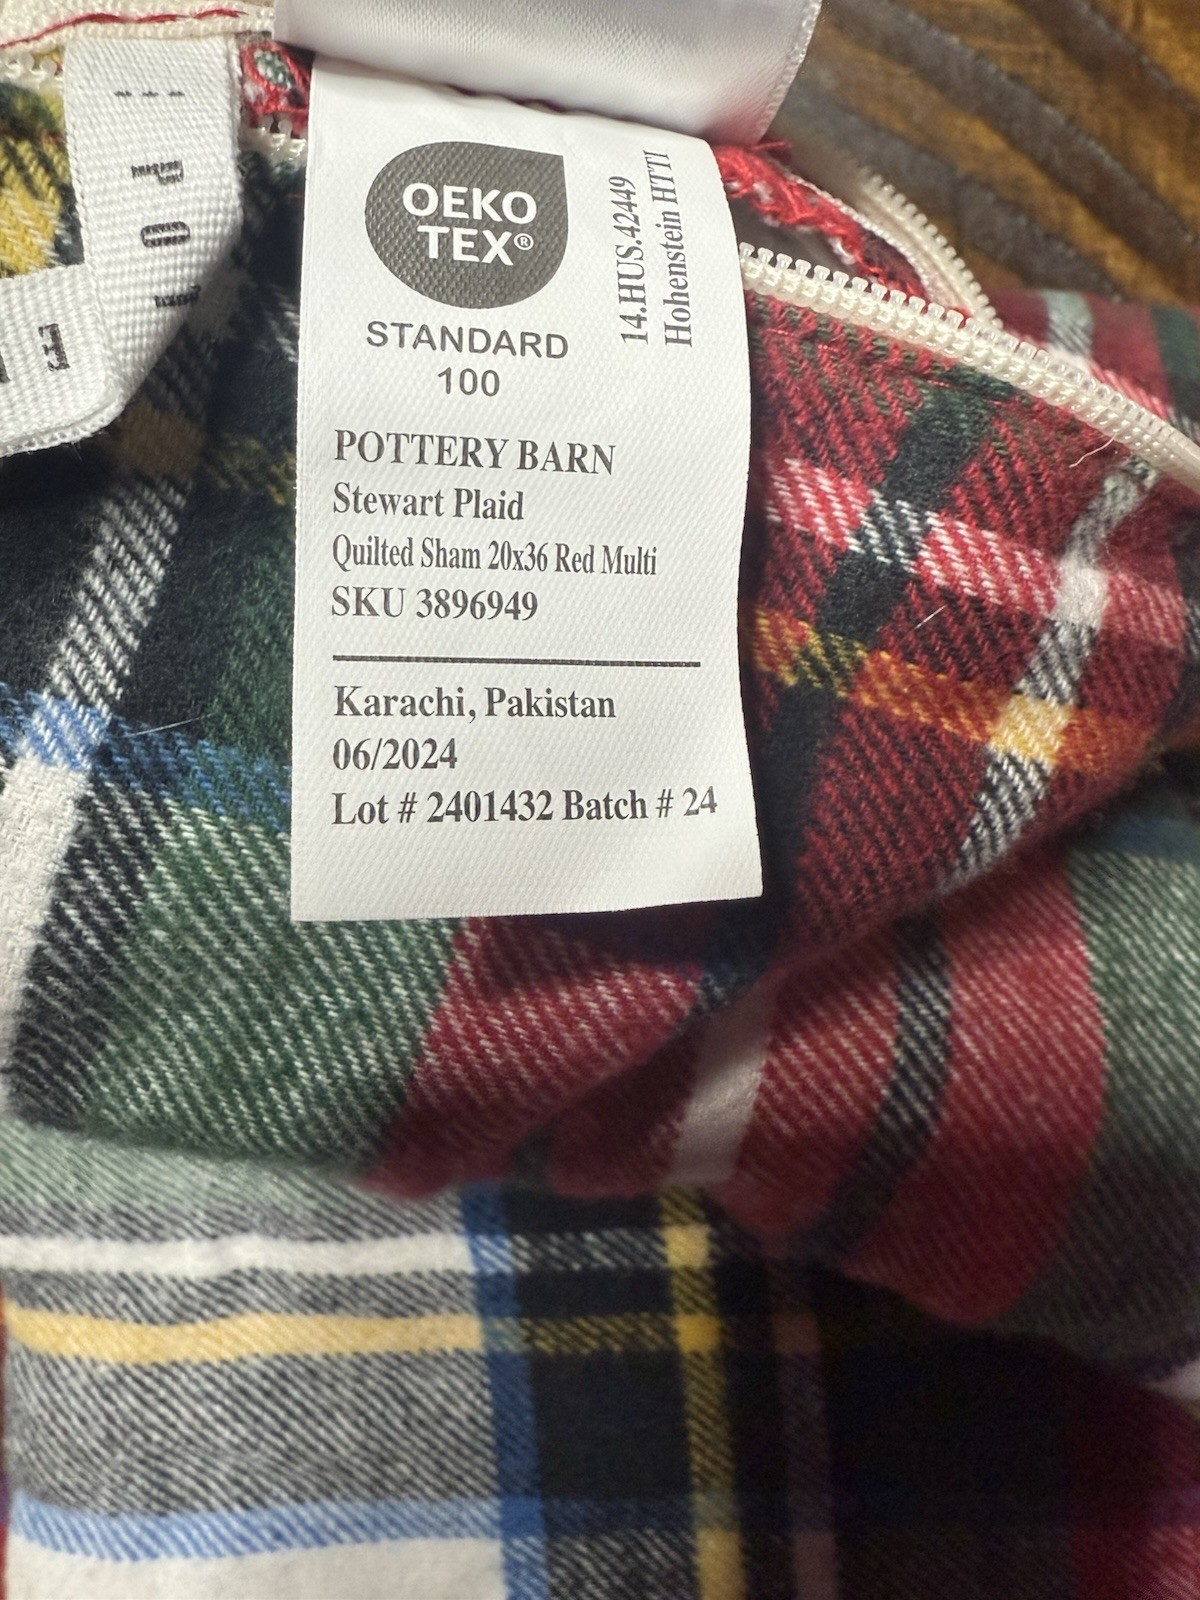 OEKO
TEX®
STANDARD
100
14.HUS.42449
Hohenstein HTTI
POTTERY BARN
Stewart Plaid
Quilted Sham 20x36 Red Multi
SKU 3896949
Karachi, Pakistan
06/2024
Lot # 2401432 Batch # 24